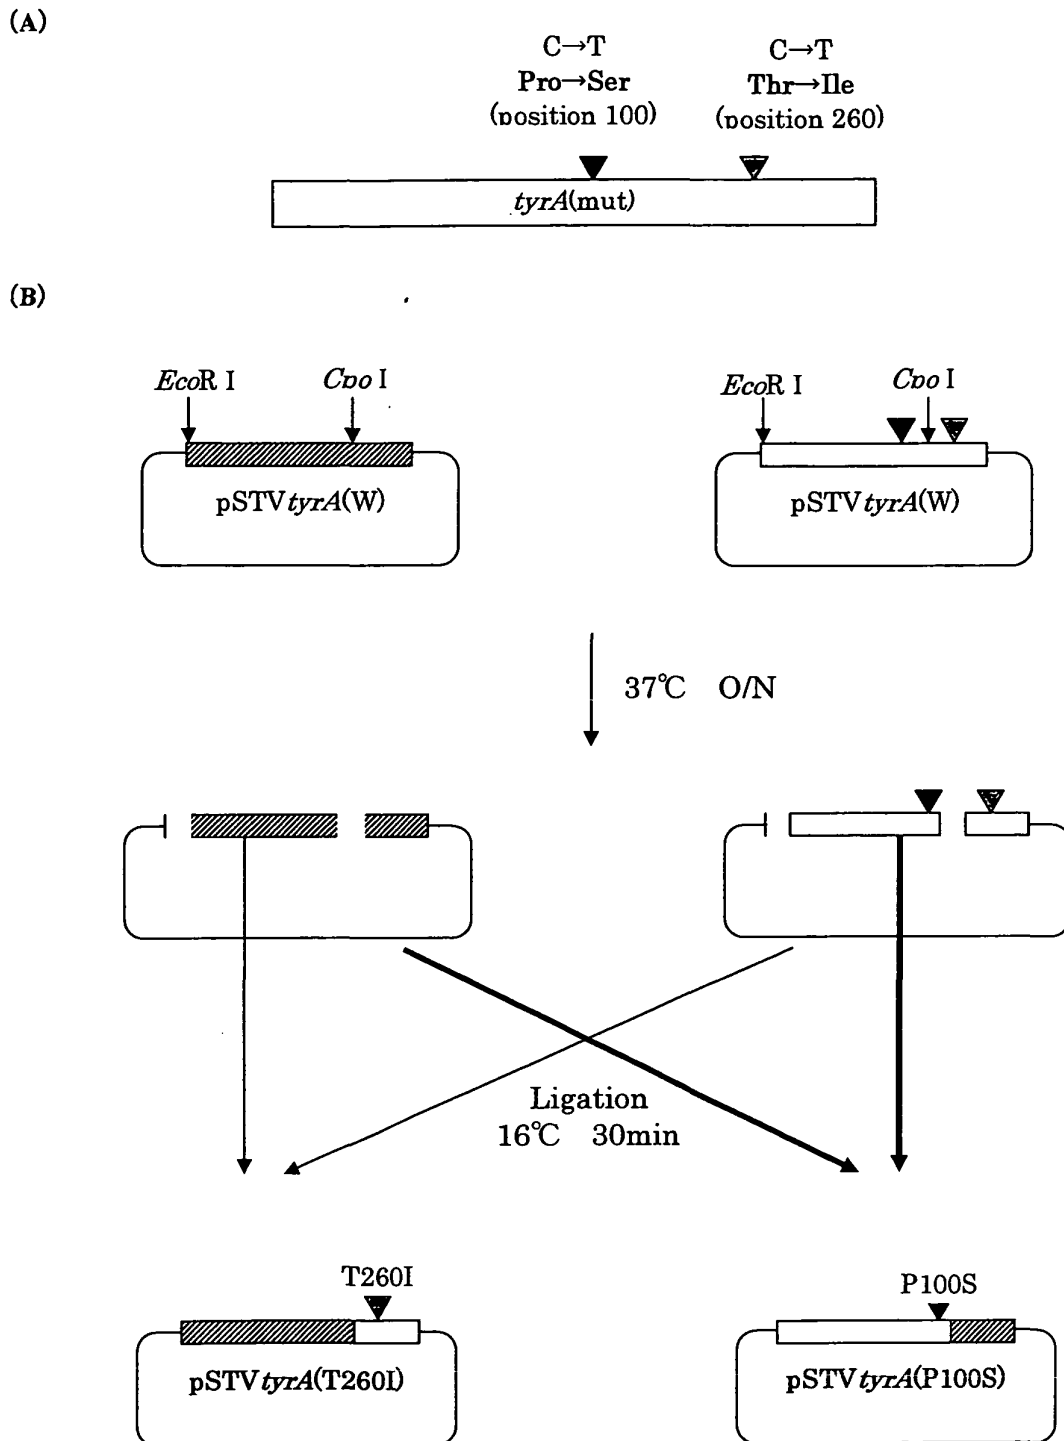 (A)
C→T
Pro→Ser
(position 100)
C→T
Thr→Ile
(position 260)
tyrA(mut)
(B)
EcoR I
Cpo I
pSTVtyrA(W)
EcoR I
Cpo I
pSTVtyrA(W)
37℃ O/N
Ligation
16℃ 30min
T260I
pSTVtyrA(T260I)
P100S
pSTVtyrA(P100S)